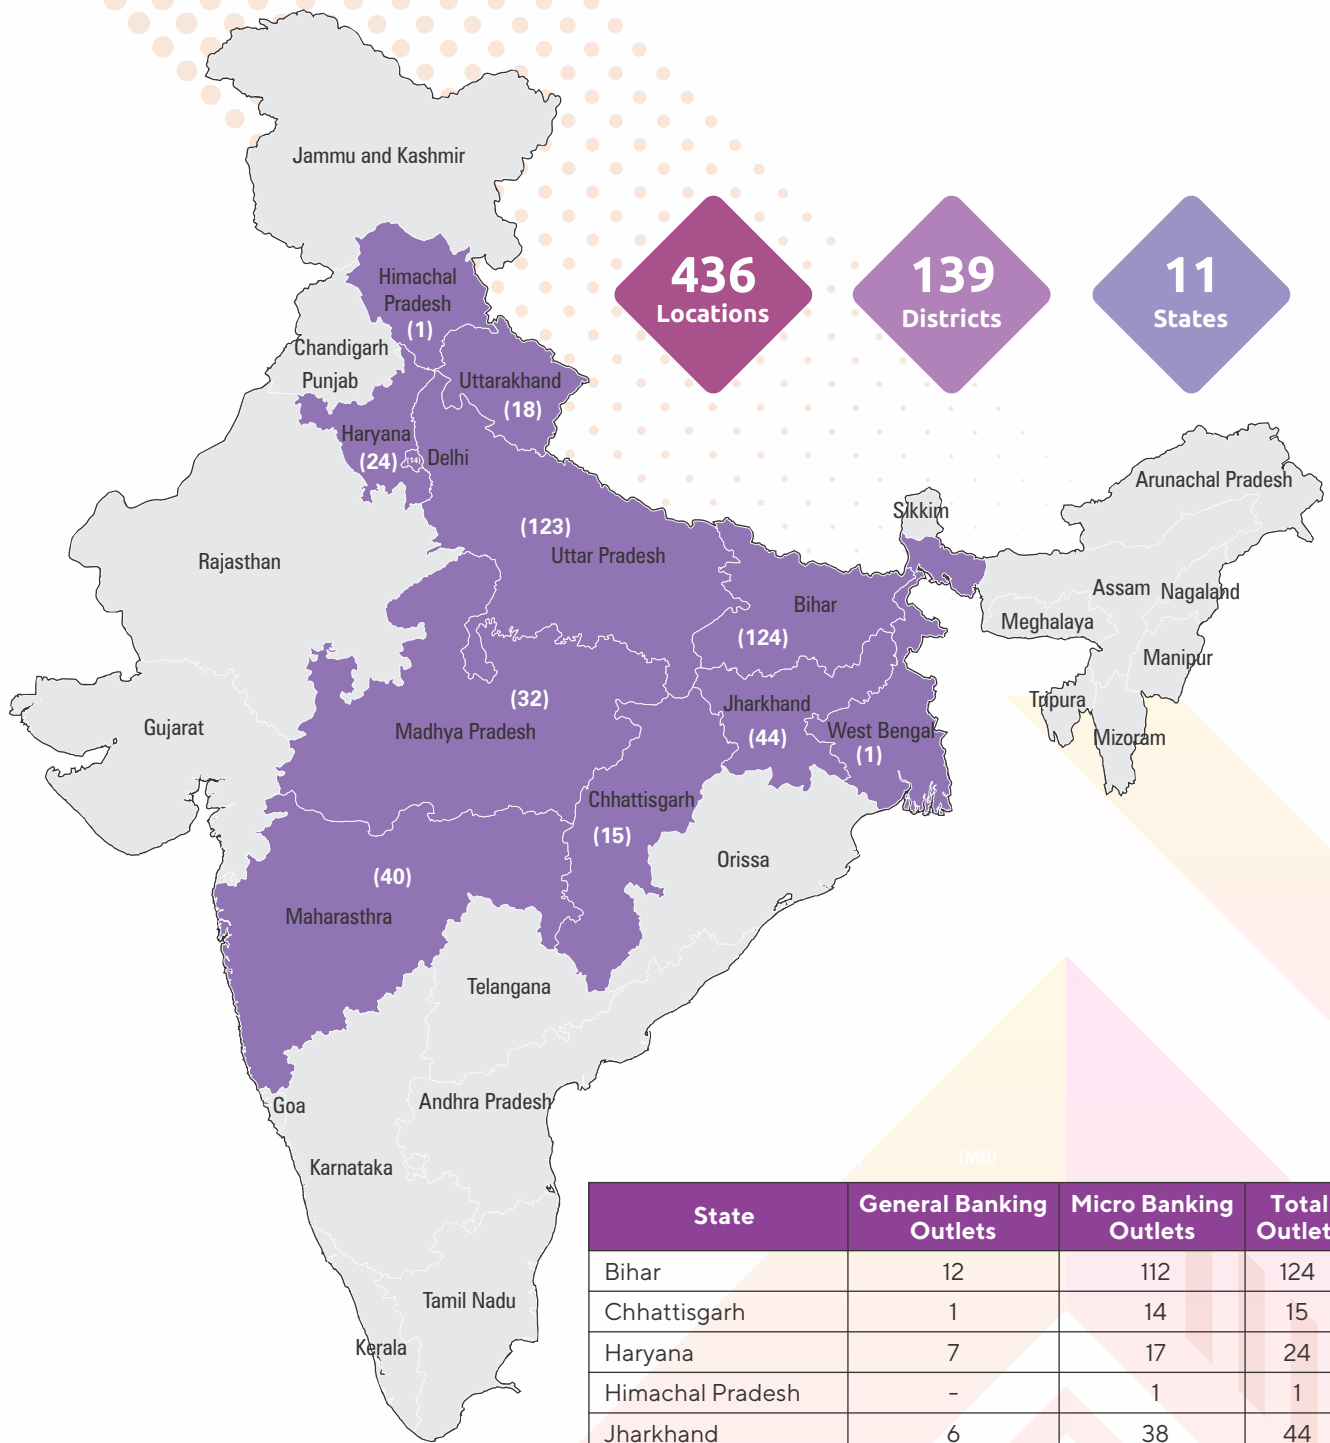 Jammu and Kashmir
Himachal
Pradesh
(1)
436
Locations
139
Districts
11
States
Chandigarh
Punjab
Uttarakhand
(18)
Haryana
(24)
(14)
Delhi
Arunachal Pradesh
Sikkim
(123)
Uttar Pradesh
Rajasthan
Assam
Nagaland
Bihar
(124)
Meghalaya
Manipur
(32)
Madhya Pradesh
Jharkhand
(44)
West Bengal
(1)
Tripura
Mizoram
Gujarat
Chhattisgarh
(15)
Orissa
(40)
Maharasthra
Telangana
Goa
Andhra Pradesh
Karnataka
(MB)
Tamil Nadu
Kerala
State
General Banking
Outlets
Micro Banking
Outlets
Total
Outlet
Bihar 12 112 124
Chhattisgarh 1 14 15
Haryana 7 17 24
Himachal Pradesh - 1 1
Jharkhand 6 38 44